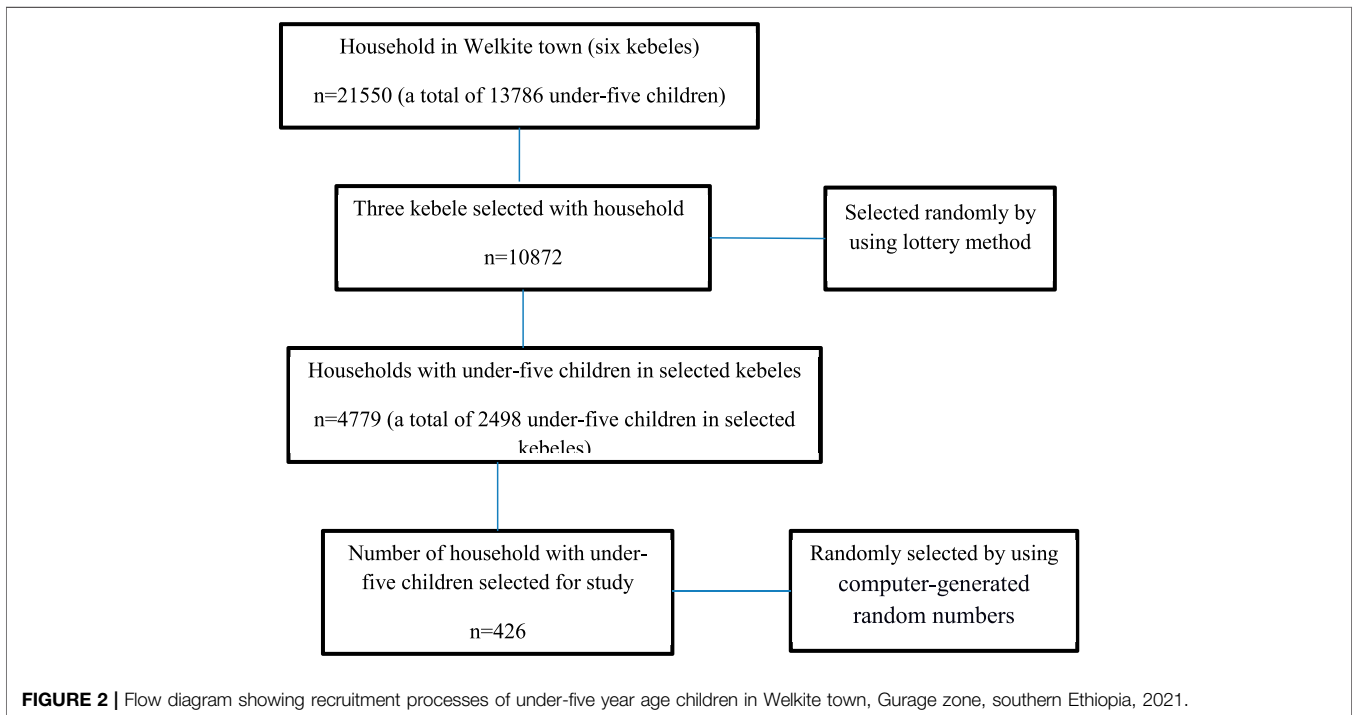 Household in Welkite town (six kebeles)
n=21550 (a total of 13786 under-five children)
Three kebele selected with household
n=10872
Selected randomly by
using lottery method
Households with under-five children in selected kebeles
n=4779 (a total of 2498 under-five children in selected
kebeles)
Number of household with under-
five children selected for study
n=426
Randomly selected by using
computer-generated
random numbers
FIGURE 2 | Flow diagram showing recruitment processes of under-five year age children in Welkite town, Gurage zone, southern Ethiopia, 2021.